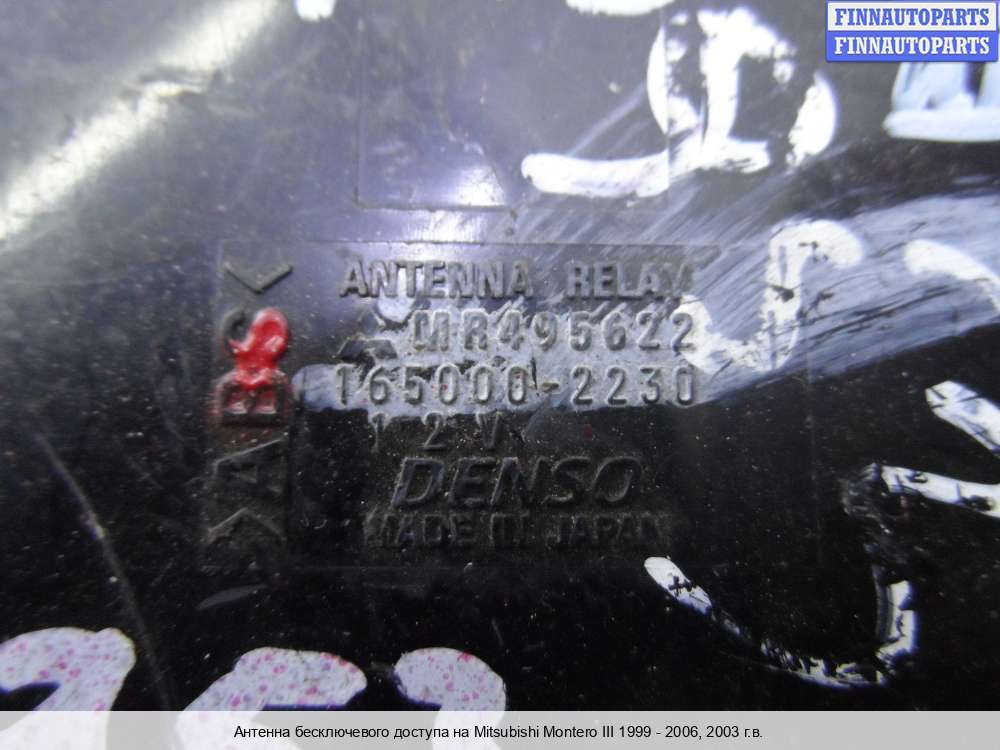 FINNAUTOPARTS
FINNAUTOPARTS
ANTENNA RELAY
MR495622
165000-2230
12V
DENSO
MADE IN JAPAN
>ABS<
Антенна бесключевого доступа на Mitsubishi Montero III 1999 - 2006, 2003 г.в.